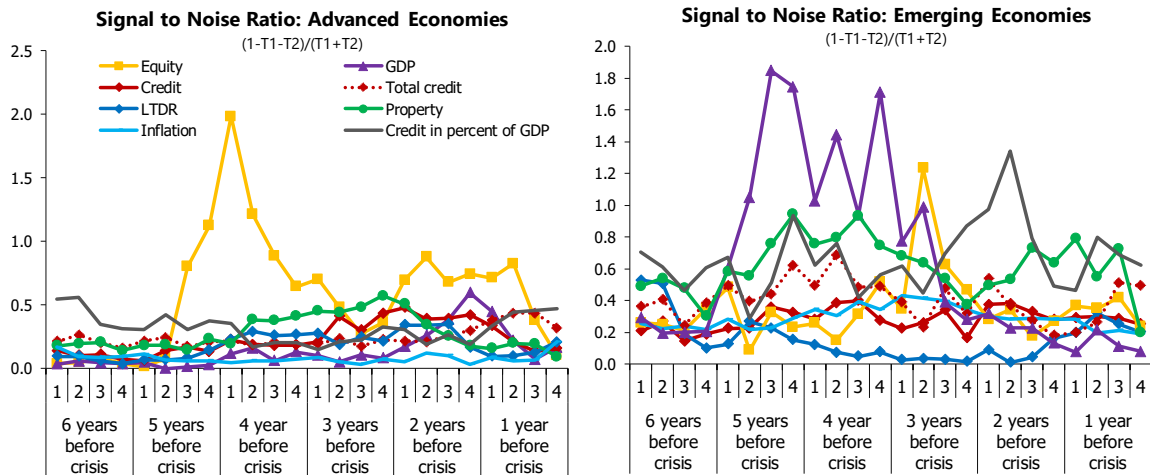 Signal to Noise Ratio: Advanced Economies
(1-T1-T2)/(T1+T2)
2.5
2.0
1.5
1.0
0.5
0.0
Equity
GDP
Credit
Total credit
LTDR
Property
Inflation
Credit in percent of GDP
1 2 3 4 1 2 3 4 1 2 3 4 1 2 3 4 1 2 3 4 1 2 3 4
6 years before crisis
5 years before crisis
4 year before crisis
3 years before crisis
2 years before crisis
1 year before crisis
Signal to Noise Ratio: Emerging Economies
(1-T1-T2)/(T1+T2)
2.0
1.8
1.6
1.4
1.2
1.0
0.8
0.6
0.4
0.2
0.0
1 2 3 4 1 2 3 4 1 2 3 4 1 2 3 4 1 2 3 4 1 2 3 4
6 years before crisis
5 years before crisis
4 years before crisis
3 years before crisis
2 years before crisis
1 year before crisis